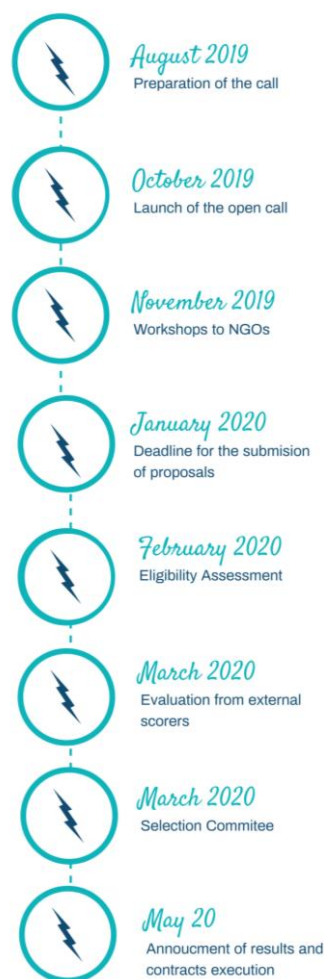 August 2019
Preparation of the call
October 2019
Launch of the open call
November 2019
Workshops to NGOs
January 2020
Deadline for the submision
of proposals
February 2020
Eligibility Assessment
March 2020
Evaluation from external
scorers
March 2020
Selection Commitee
May 20
Annoucment of results and
contracts execution